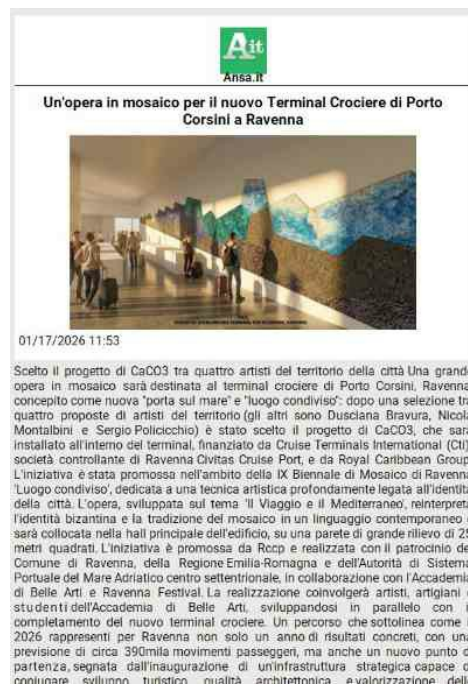 Ait
Ansa.it
Un'opera in mosaico per il nuovo Terminal Crociere di Porto
Corsini a Ravenna
01/17/2026 11:53
Scelto il progetto di CaCO3 tra quattro artisti del territorio della città Una grand
opera in mosaico sarà destinata al terminal crociere di Porto Corsini, Ravenna
concepito come nuova "porta sul mare" e "luogo condiviso": dopo una selezione tra
quattro proposte di artisti del territorio (gli altri sono Dusciana Bravura, Nicola
Montalbini e Sergio Policicchio) è stato scelto il progetto di CaCO3, che sarà
installato all'interno del terminal, finanziato da Cruise Terminals International (Cti)
società controllante di Ravenna Civitas Cruise Port, e da Royal Caribbean Group
L'iniziativa è stata promossa nell'ambito della IX Biennale di Mosaico di Ravenna
'Luogo condiviso', dedicata a una tecnica artistica profondamente legata all'identità
della città. L'opera, sviluppata sul tema 'Il Viaggio e il Mediterraneo', reinterpreta
l'identità bizantina e la tradizione del mosaico in un linguaggio contemporaneo
sarà collocata nella hall principale dell'edificio, su una parete di grande rilievo di 25
metri quadrati. L'iniziativa è promossa da Rccp e realizzata con il patrocinio del
Comune di Ravenna, della Regione Emilia-Romagna e dell'Autorità di Sistema
Portuale del Mare Adriatico centro settentrionale, in collaborazione con l'Accademia
di Belle Arti e Ravenna Festival. La realizzazione coinvolgerà artisti, artigiani
studenti dell'Accademia di Belle Arti, sviluppandosi in parallelo con
completamento del nuovo terminal crociere. Un percorso che sottolinea come
2026 rappresenti per Ravenna non solo un anno di risultati concreti, con una
previsione di circa 390mila movimenti passeggeri, ma anche un nuovo punto d
partenza, segnata dall'inaugurazione di un'infrastruttura strategica capace d
coniugare sviluppo turistico, qualità architettonica e valorizzazione dell